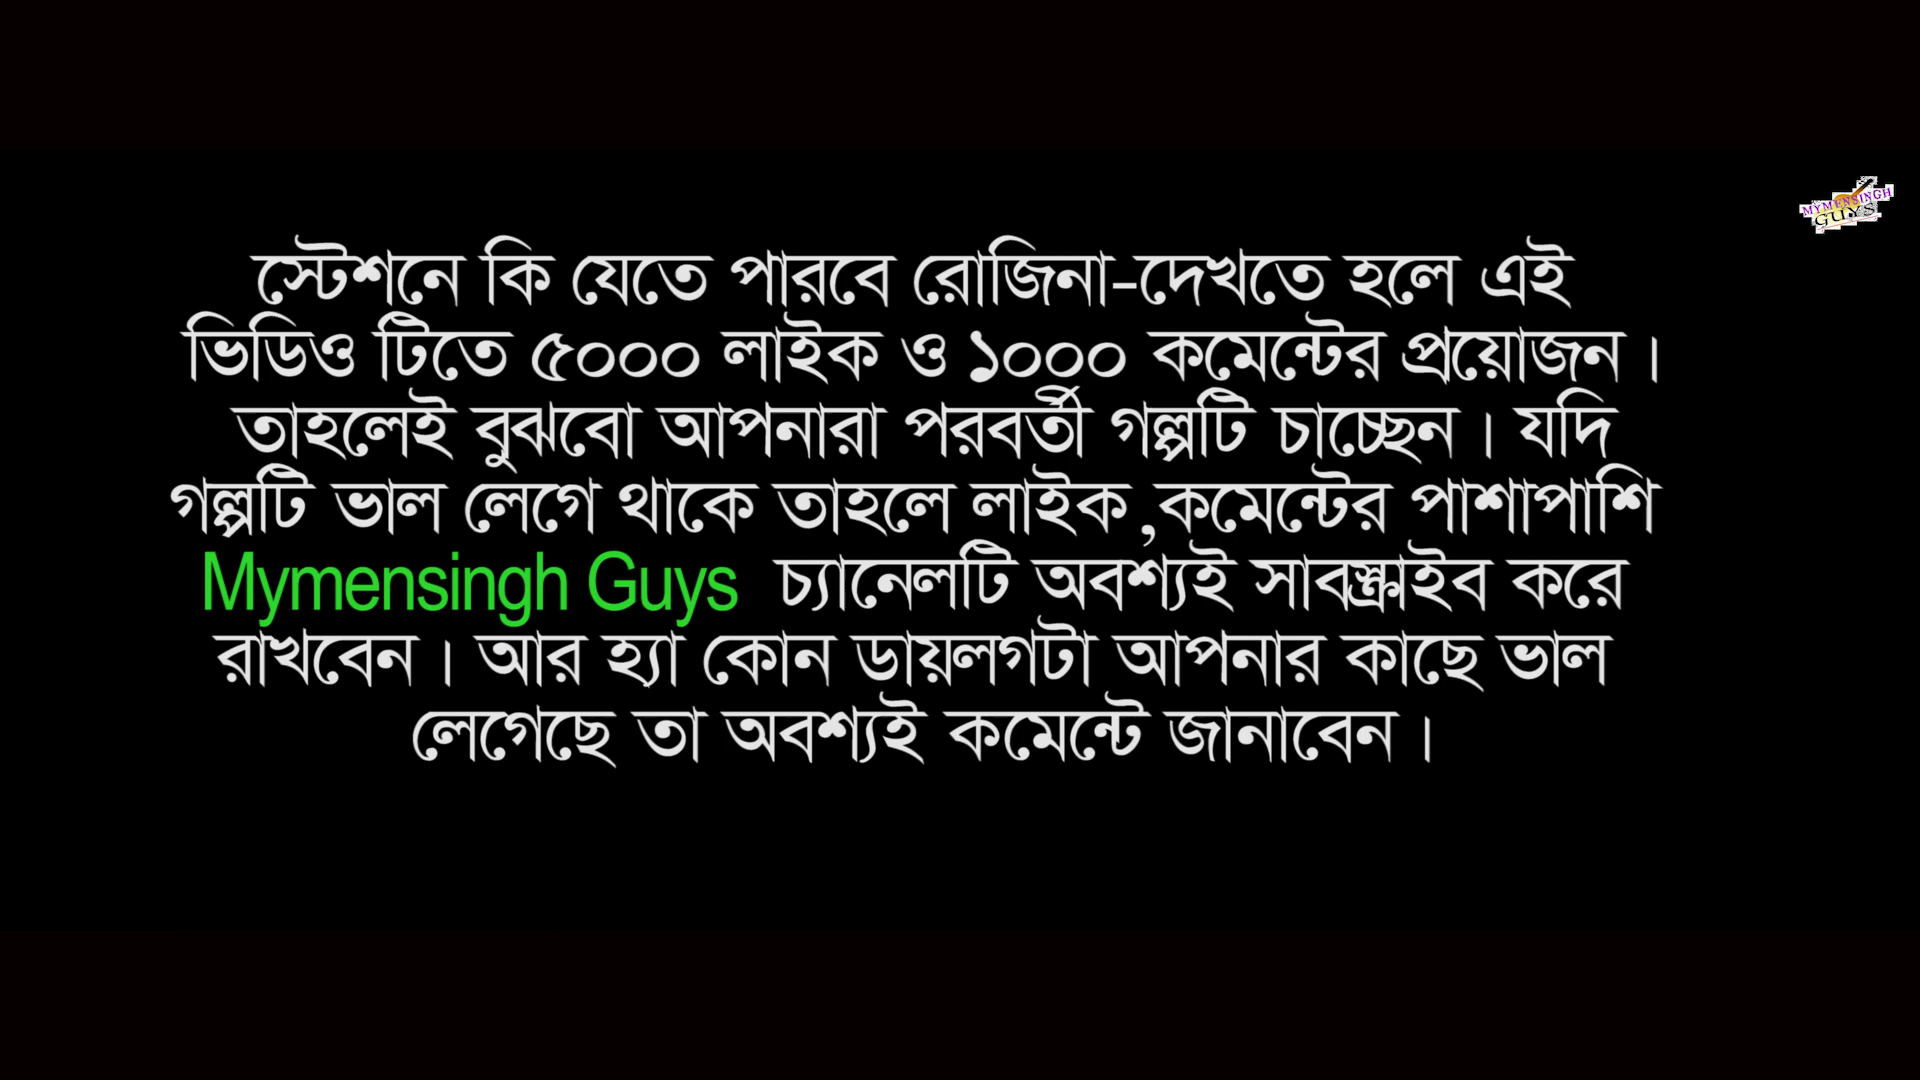 MYMENSINGH
GUYS
স্টেশনে কি যেতে পারবে রোজিনা-দেখতে হলে এই
ভিডিও টিতে ৫০০০ লাইক ও ১০০০ কমেন্টের প্রয়োজন।
তাহলেই বুঝবো আপনারা পরবর্তী গল্পটি চাচ্ছেন। যদি
গল্পটি ভাল লেগে থাকে তাহলে লাইক,কমেন্টের পাশাপাশি
Mymensingh Guys চ্যানেলটি অবশ্যই সাবস্ক্রাইব করে
রাখবেন। আর হ্যা কোন ডায়লগটা আপনার কাছে ভাল
লেগেছে তা অবশ্যই কমেন্টে জানাবেন।